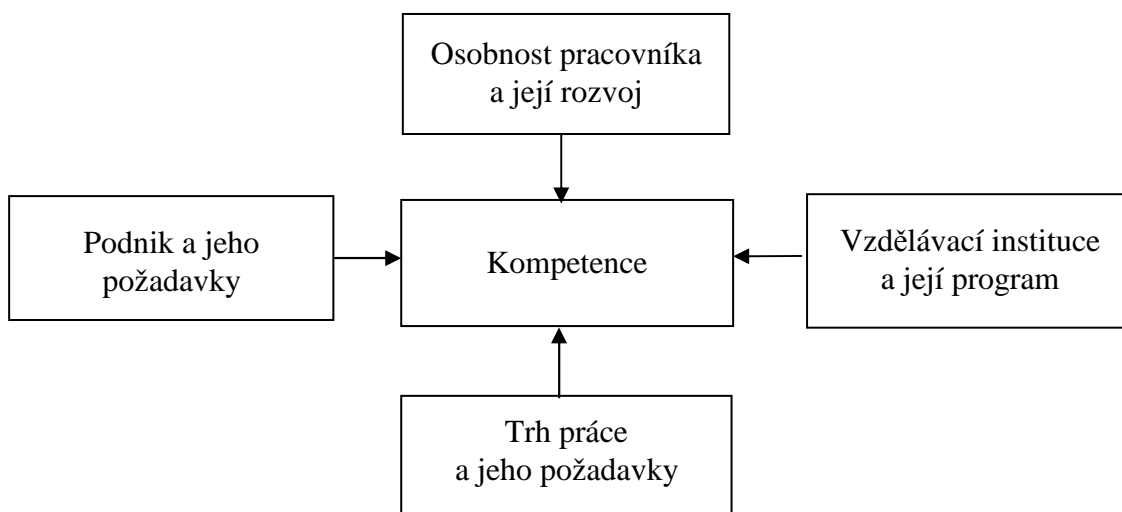 Osobnost pracovníka
a její rozvoj
Podnik a jeho
požadavky
Kompetence
Vzdělávací instituce
a její program
Trh práce
a jeho požadavky